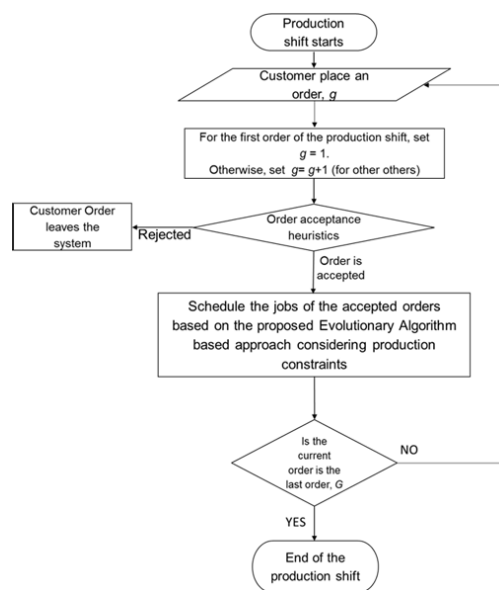 Production
shift starts
Customer place an
order, g
For the first order of the production shift, set
g = 1.
Otherwise, set g= g+1 (for other others)
Customer Order
leaves the
system
Rejected
Order acceptance
heuristics
Order is
accepted
Schedule the jobs of the accepted orders
based on the proposed Evolutionary Algorithm
based approach considering production
constraints
Is the
current
order is the
last order, G
NO
YES
End of the
production shift